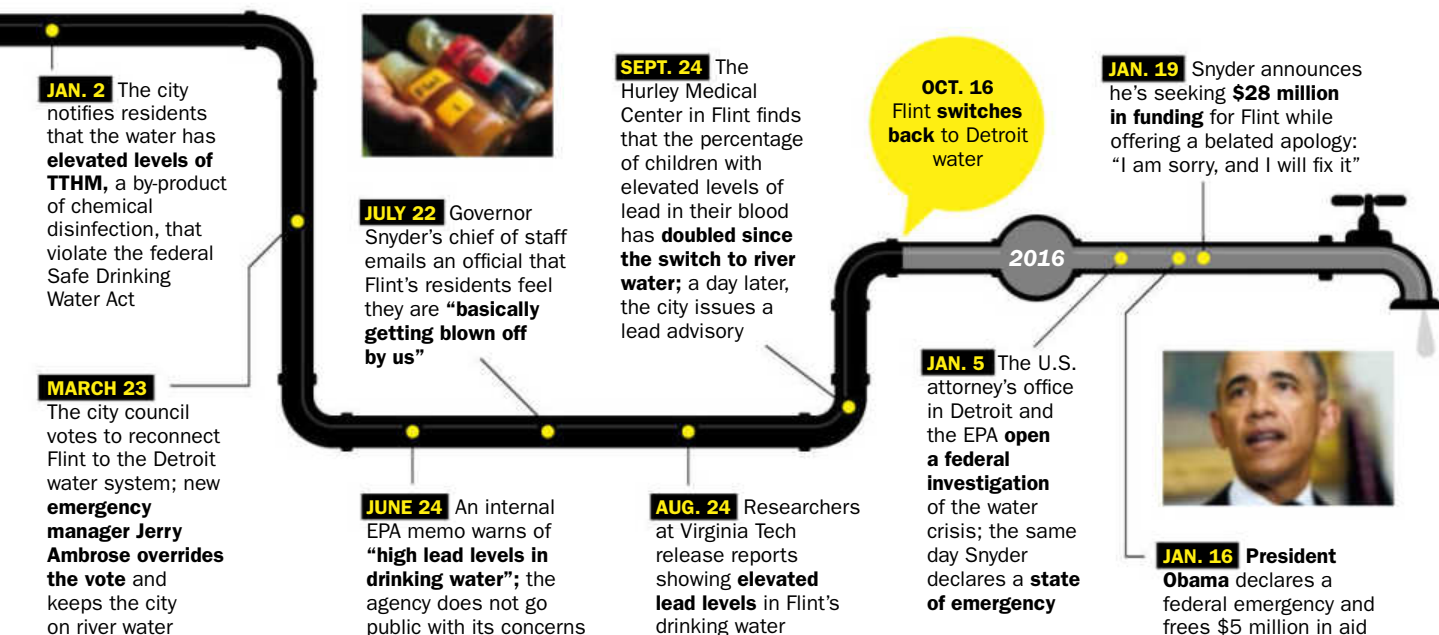 JAN. 2 The city
notifies residents
that the water has
elevated levels of
TTHM, a by-product
of chemical
disinfection, that
violate the federal
Safe Drinking
Water Act
MARCH 23
The city council
votes to reconnect
Flint to the Detroit
water system; new
emergency
manager Jerry
Ambrose overrides
the vote and
keeps the city
on river water
JUNE 24 An internal
EPA memo warns of
“high lead levels in
drinking water”; the
agency does not go
public with its concerns
JULY 22 Governor
Snyder’s chief of staff
emails an official that
Flint’s residents feel
they are “basically
getting blown off
by us”
AUG. 24 Researchers
at Virginia Tech
release reports
showing elevated
lead levels in Flint’s
drinking water
SEPT. 24 The
Hurley Medical
Center in Flint finds
that the percentage
of children with
elevated levels of
lead in their blood
has doubled since
the switch to river
water; a day later,
the city issues a
lead advisory
OCT. 16
Flint switches
back to Detroit
water
2016
JAN. 5 The U.S.
attorney’s office
in Detroit and
the EPA open
a federal
investigation
of the water
crisis; the same
day Snyder
declares a state
of emergency
JAN. 16 President
Obama declares a
federal emergency and
frees $5 million in aid
JAN. 19 Snyder announces
he’s seeking $28 million
in funding for Flint while
offering a belated apology:
“I am sorry, and I will fix it”